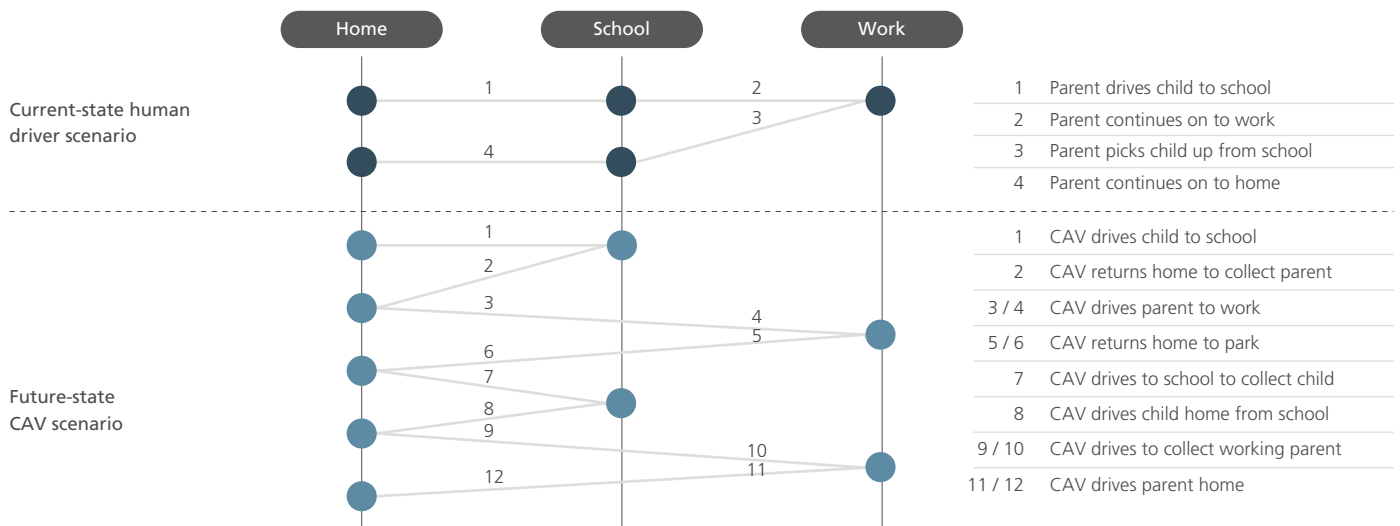 Home
School
Work
Current-state human
driver scenario
1
2
3
4
1 Parent drives child to school
2 Parent continues on to work
3 Parent picks child up from school
4 Parent continues on to home
Future-state
CAV scenario
1
2
3
4
5
6
7
8
9
10
11
12
1 CAV drives child to school
2 CAV returns home to collect parent
3 / 4 CAV drives parent to work
5 / 6 CAV returns home to park
7 CAV drives to school to collect child
8 CAV drives child home from school
9 / 10 CAV drives to collect working parent
11 / 12 CAV drives parent home